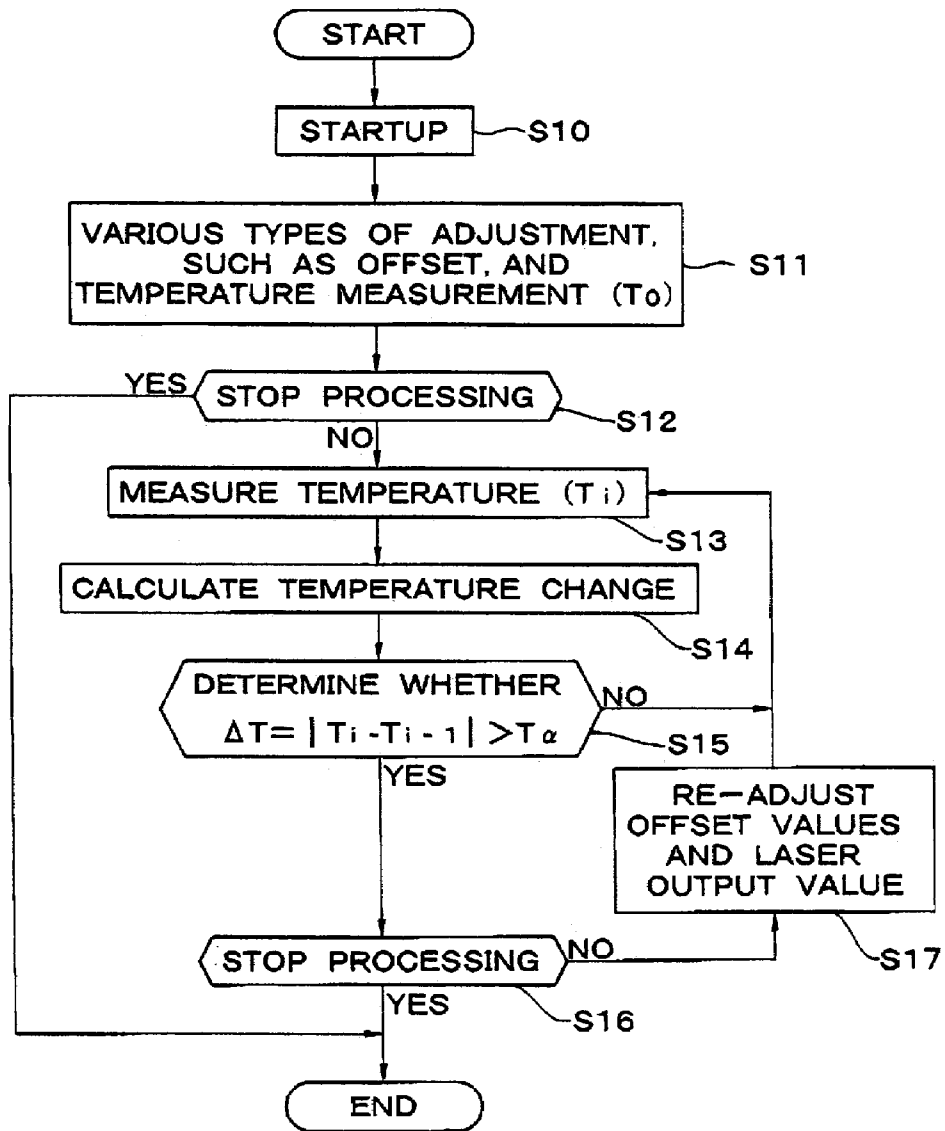 START
STARTUP
S10
VARIOUS TYPES OF ADJUSTMENT,
SUCH AS OFFSET, AND
TEMPERATURE MEASUREMENT (To)
S11
YES
STOP PROCESSING
S12
NO
MEASURE TEMPERATURE (Ti)
S13
CALCULATE TEMPERATURE CHANGE
S14
DETERMINE WHETHER
ΔT= | Ti -Ti - 1 | >Tα
NO
S15
YES
RE-ADJUST
OFFSET VALUES
AND LASER
OUTPUT VALUE
S17
STOP PROCESSING
NO
S16
YES
END